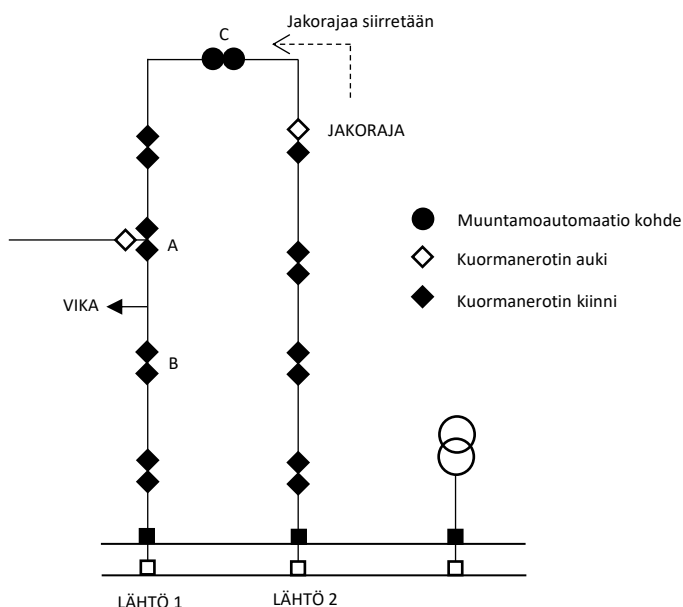 Jakorajaa siirretään
C
JAKORAJA
A
VIKA
B
Muuntamoautomaatio kohde
Kuormanerotin auki
Kuormanerotin kiinni
LÄHTÖ 1
LÄHTÖ 2